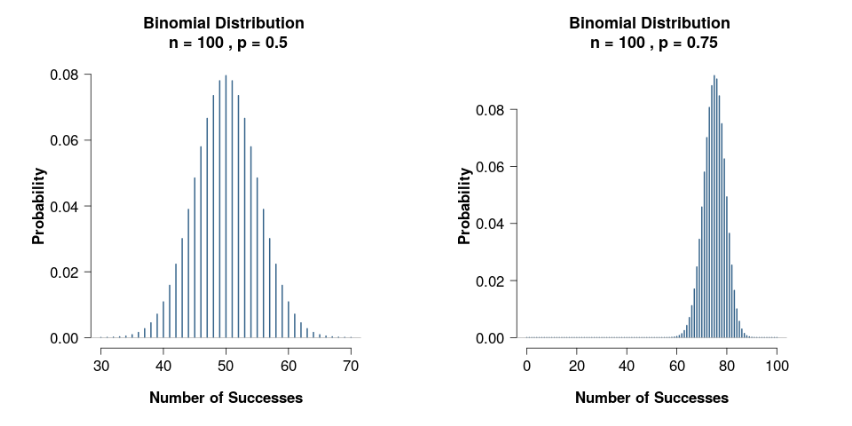 Binomial Distribution
n = 100 , p = 0.5
0.08
0.06
0.04
0.02
0.00
Probability
30 40 50 60 70
Number of Successes
Binomial Distribution
n = 100 , p = 0.75
0.08
0.06
0.04
0.02
0.00
Probability
0 20 40 60 80 100
Number of Successes